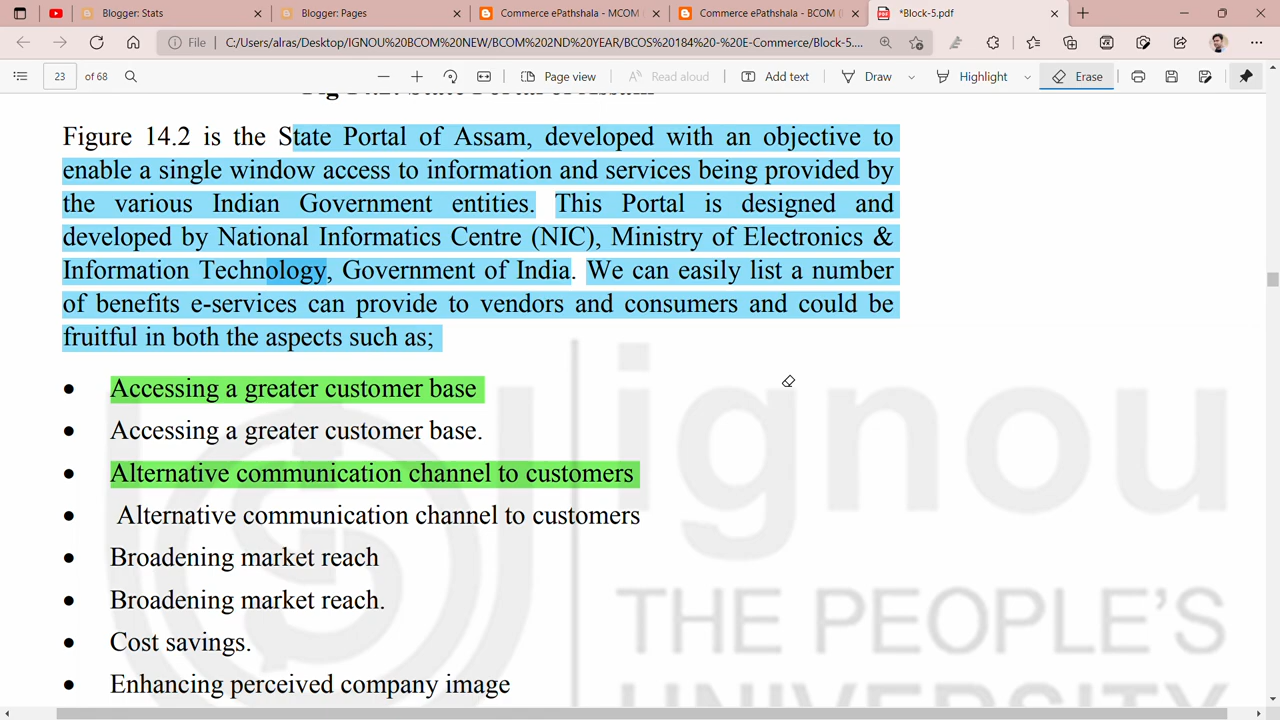 Blogger: Stats
Blogger: Pages
Commerce ePathshala - MCOM
Commerce ePathshala - BCOM
*Block-5.pdf
File C:/Users/alras/Desktop/IGNOU%20BCOM%20NEW/BCOM%202ND%20YEAR/BCOS%20184%20-%20E-Commerce/Block-5....
23 of 68 Page view Read aloud Add text Draw Highlight Erase
Figure 14.2 is the State Portal of Assam, developed with an objective to
enable a single window access to information and services being provided by
the various Indian Government entities. This Portal is designed and
developed by National Informatics Centre (NIC), Ministry of Electronics &
Information Technology, Government of India. We can easily list a number
of benefits e-services can provide to vendors and consumers and could be
fruitful in both the aspects such as;
• Accessing a greater customer base
• Accessing a greater customer base.
• Alternative communication channel to customers
• Alternative communication channel to customers
• Broadening market reach
• Broadening market reach.
• Cost savings.
• Enhancing perceived company image
ignou
THE PEOPLE'S
UNIVERSITY